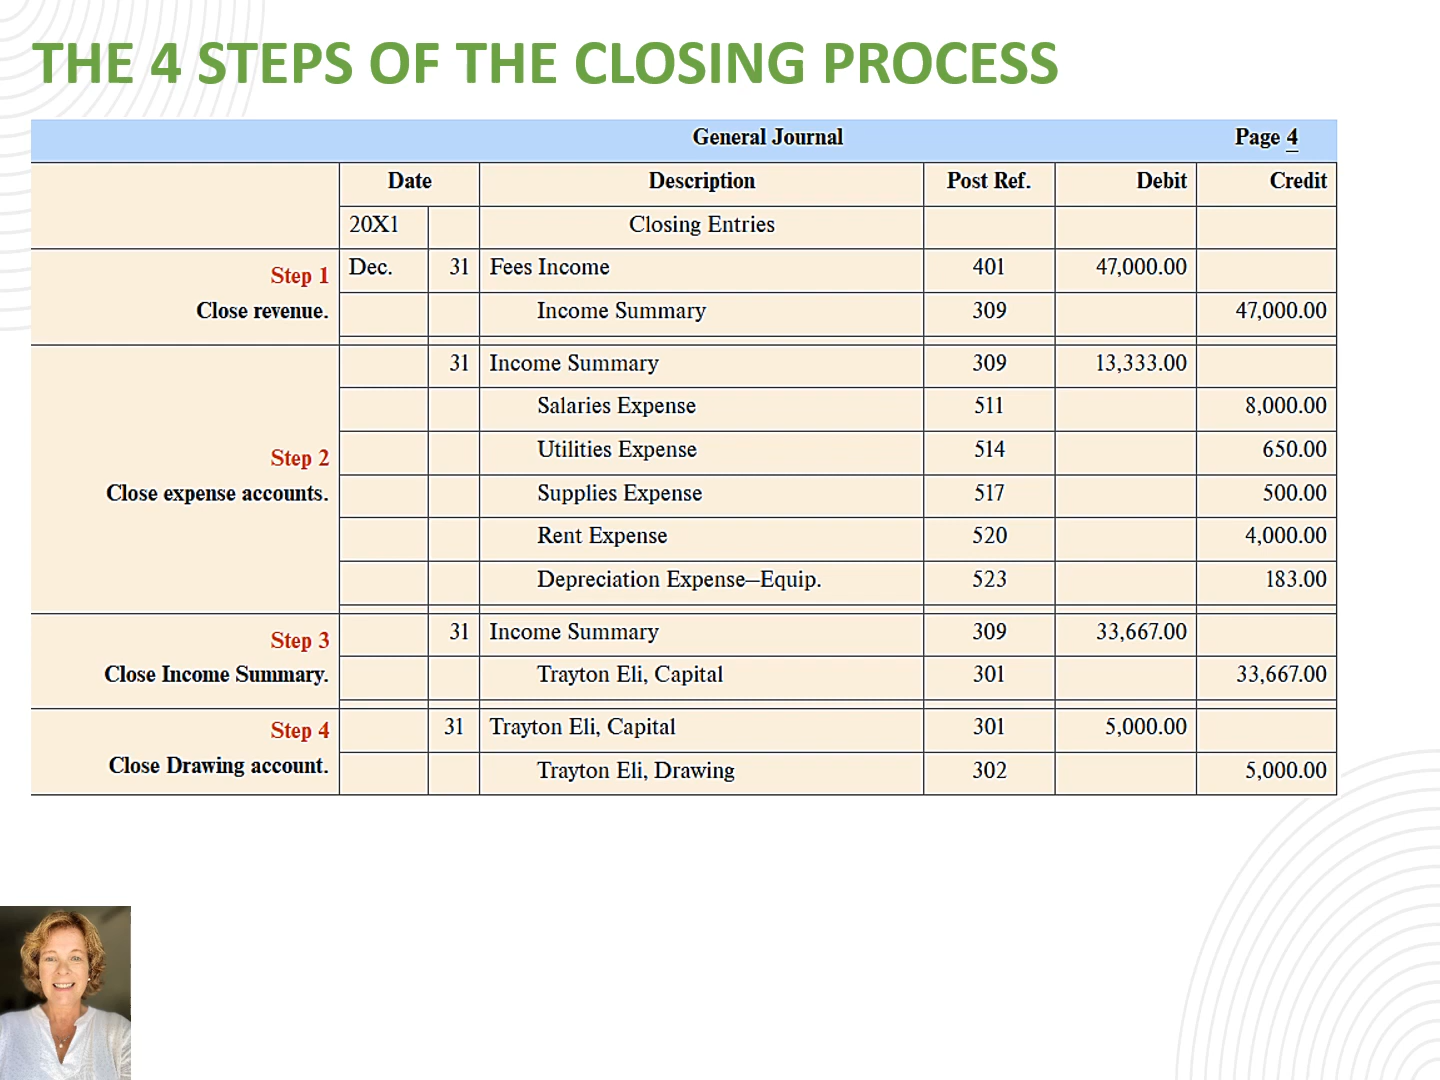 THE 4 STEPS OF THE CLOSING PROCESS
General Journal Page 4
Date Description Post Ref. Debit Credit
20X1 Closing Entries
Step 1 Dec. 31 Fees Income 401 47,000.00
Close revenue. Income Summary 309 47,000.00
31 Income Summary 309 13,333.00
Salaries Expense 511 8,000.00
Step 2 Utilities Expense 514 650.00
Close expense accounts. Supplies Expense 517 500.00
Rent Expense 520 4,000.00
Depreciation Expense–Equip. 523 183.00
Step 3 31 Income Summary 309 33,667.00
Close Income Summary. Trayton Eli, Capital 301 33,667.00
Step 4 31 Trayton Eli, Capital 301 5,000.00
Close Drawing account. Trayton Eli, Drawing 302 5,000.00